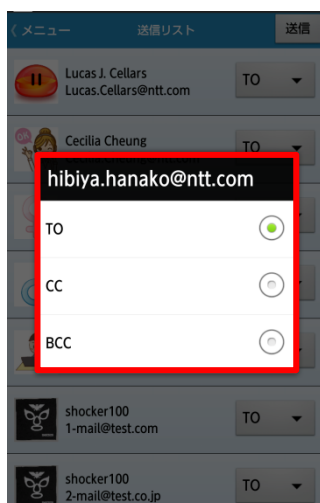 メニュー 送信リスト 送信
Lucas J. Cellars
Lucas.Cellars@ntt.com
TO
Cecilia Cheung
TO
hibiya.hanako@ntt.com
TO
CC
BCC
shocker100
1-mail@test.com
TO
shocker100
2-mail@test.co.jp
TO